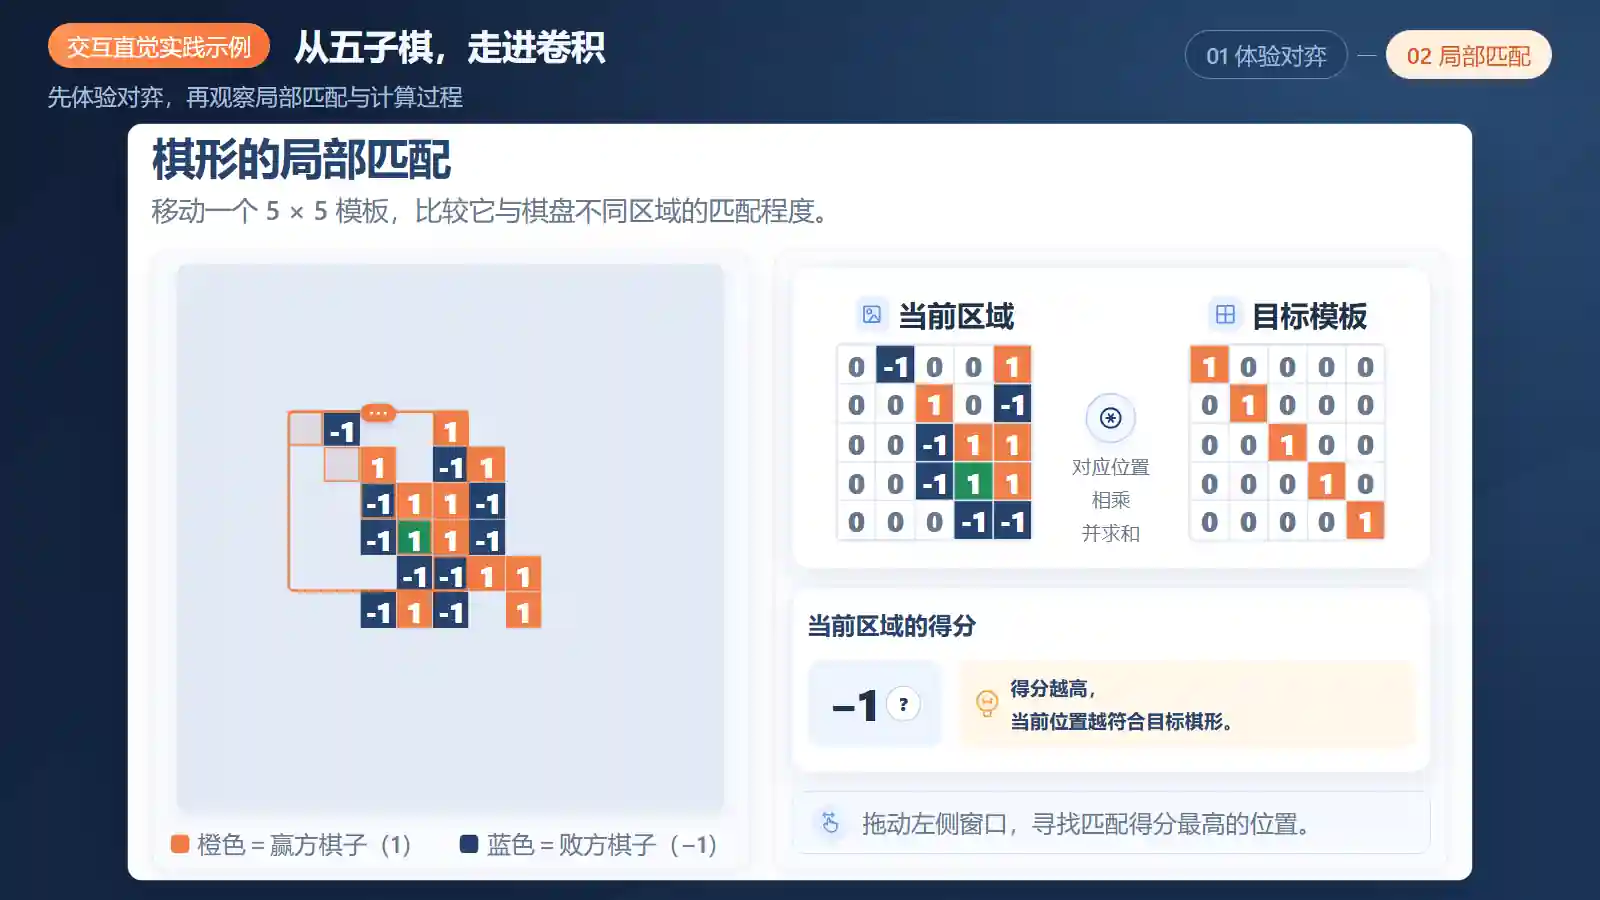 交互直觉实践示例
从五子棋，走进卷积
01 体验对弈
02 局部匹配
先体验对弈，再观察局部匹配与计算过程
棋形的局部匹配
移动一个 5 × 5 模板，比较它与棋盘不同区域的匹配程度。
-1 1
1 -1 1
-1 1 1 -1
-1 1 1 -1
-1 -1 1 1
-1 1 -1 1
橙色 = 赢方棋子（1）
蓝色 = 败方棋子（−1）
当前区域
0 -1 0 0 1
0 0 1 0 -1
0 0 -1 1 1
0 0 -1 1 1
0 0 0 -1 -1
对应位置
相乘
并求和
目标模板
1 0 0 0 0
0 1 0 0 0
0 0 1 0 0
0 0 0 1 0
0 0 0 0 1
当前区域的得分
−1 ?
得分越高，
当前位置越符合目标棋形。
拖动左侧窗口，寻找匹配得分最高的位置。